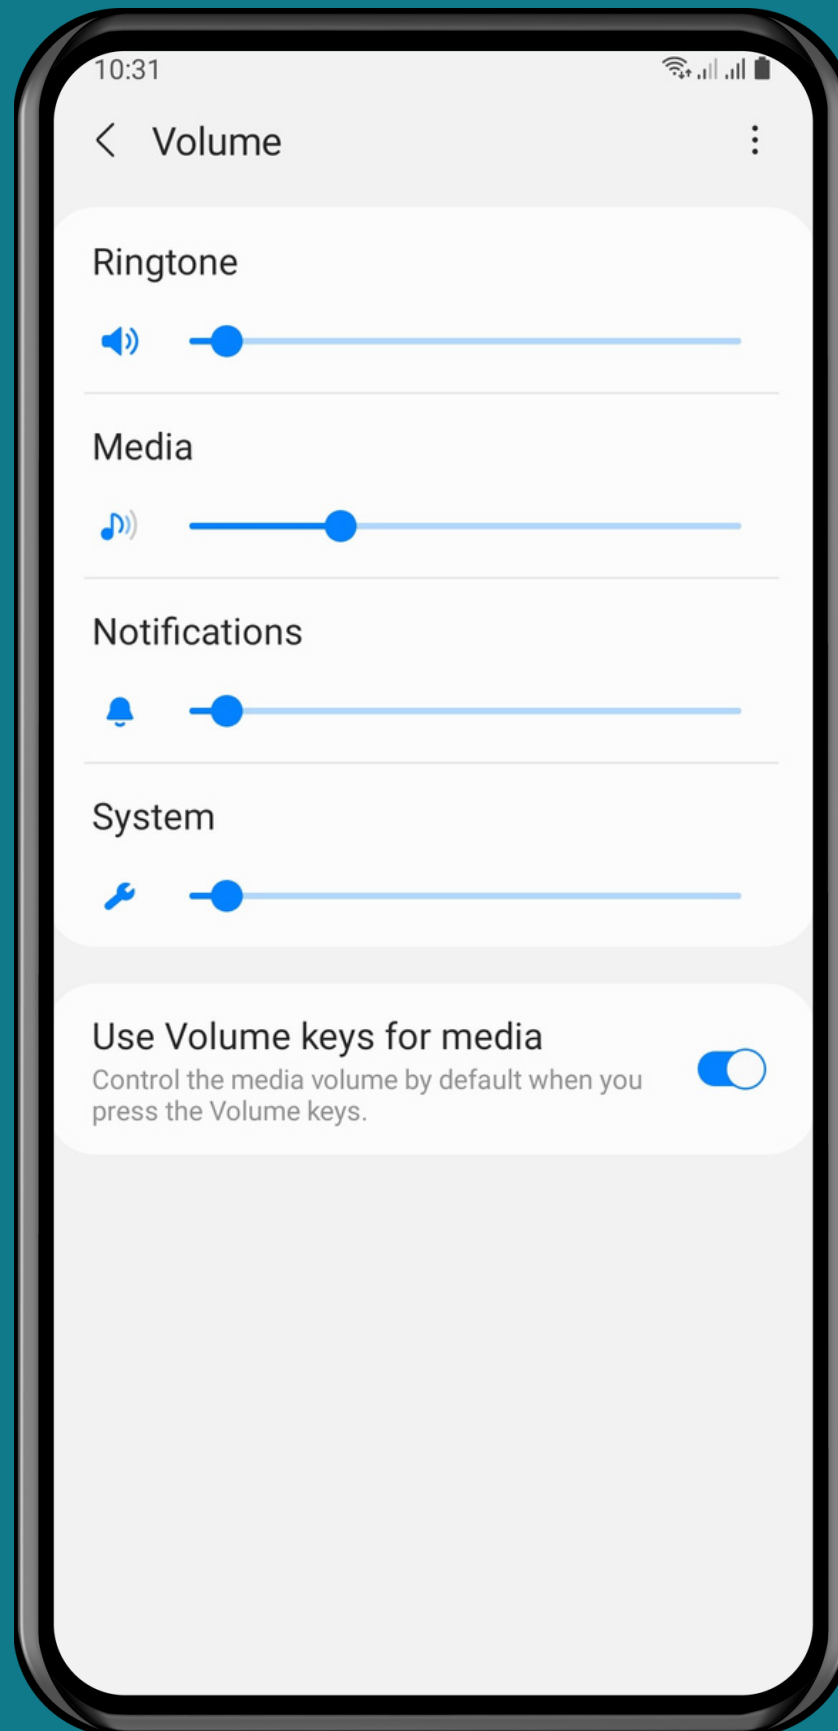 10:31
Volume
Ringtone
Media
Notifications
System
Use Volume keys for media
Control the media volume by default when you
press the Volume keys.